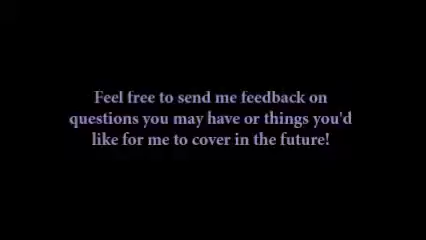 Feel free to send me feedback on
questions you may have or things you'd
like for me to cover in the future!